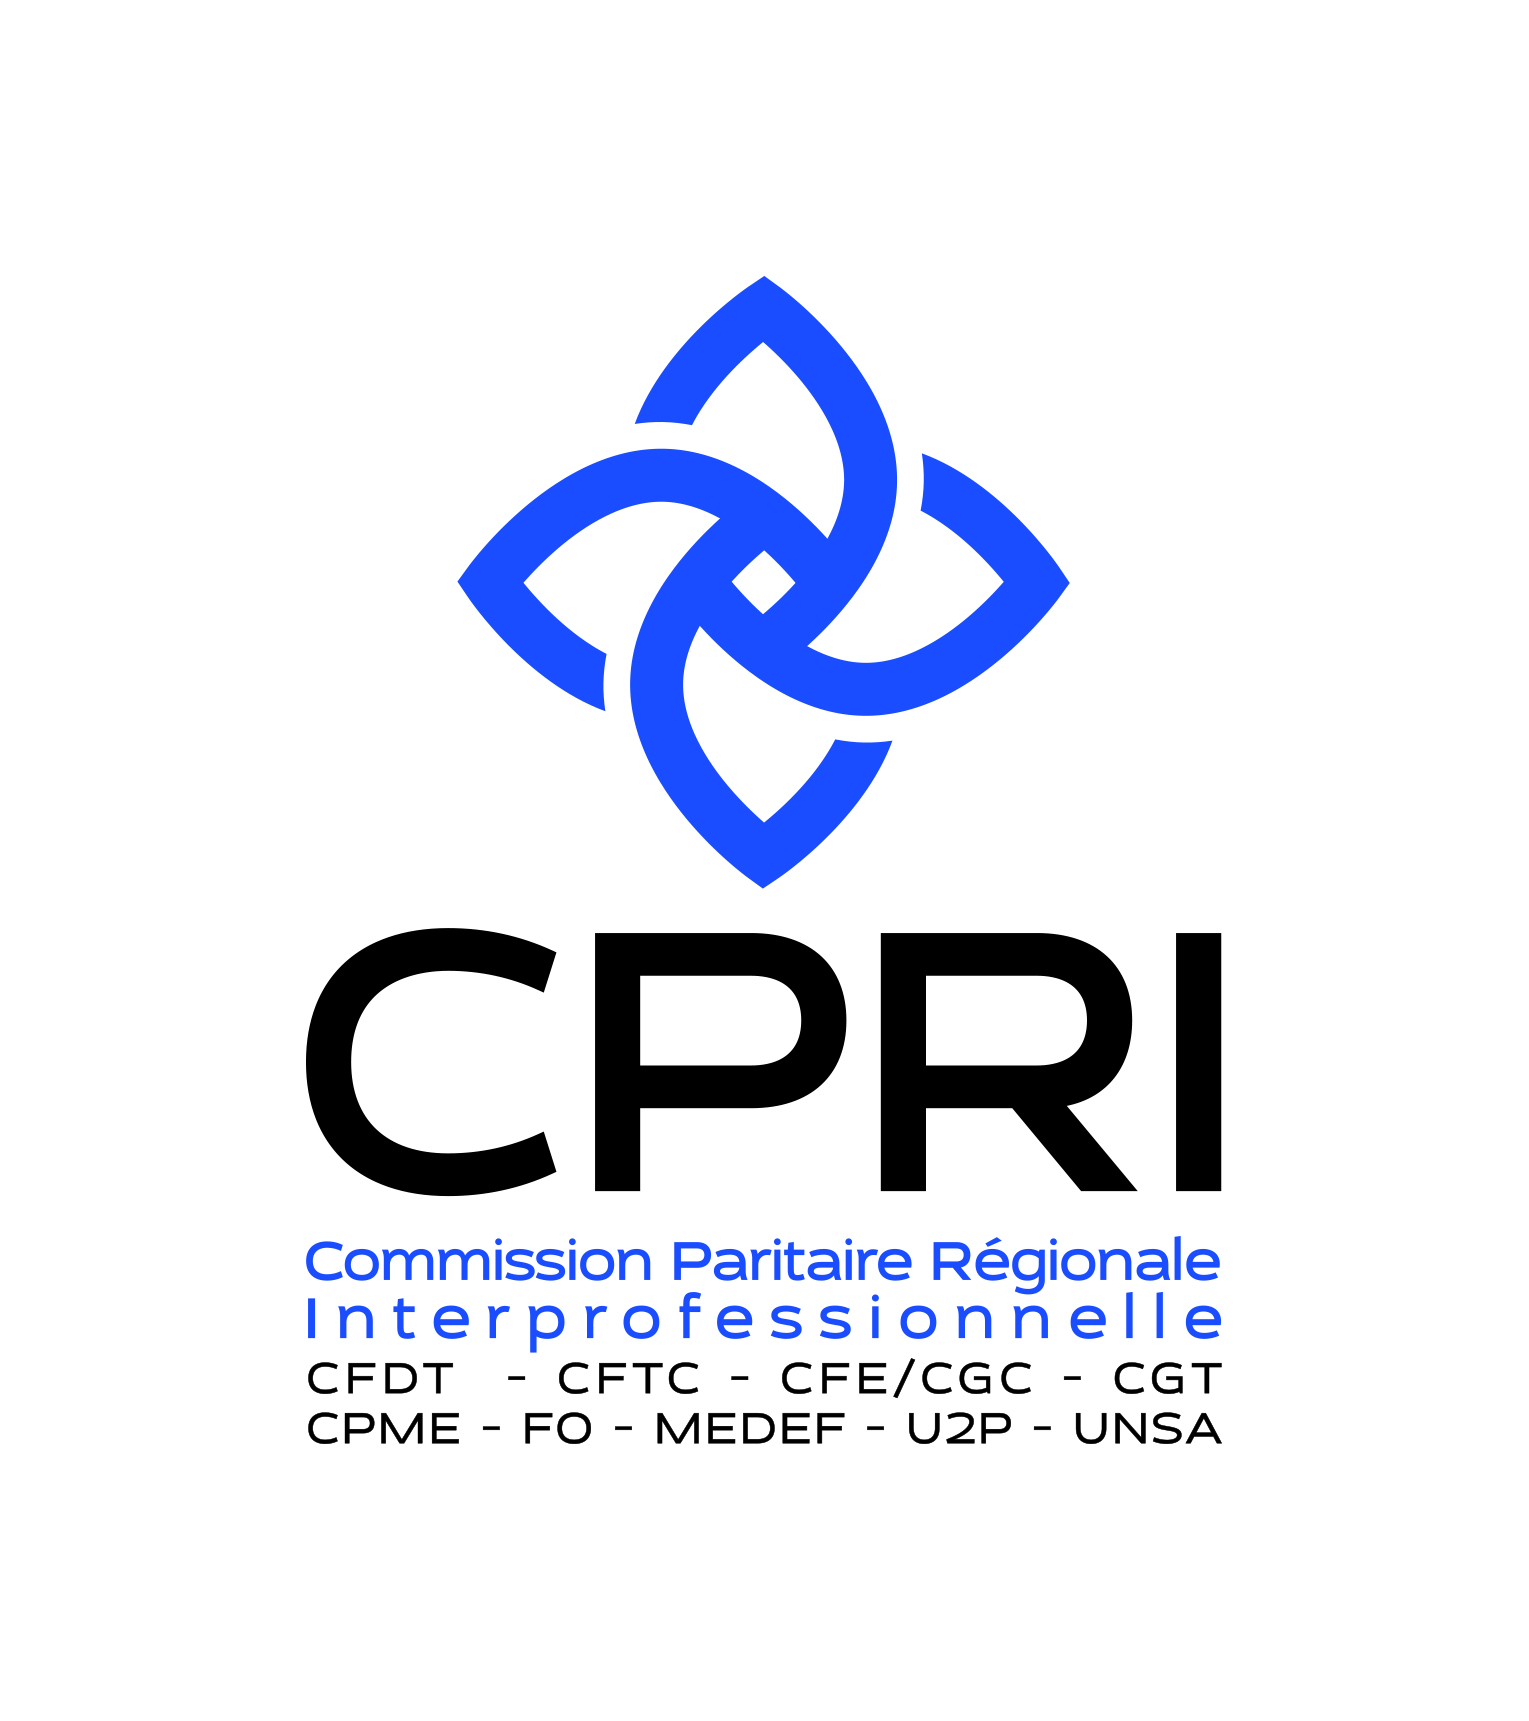 CPRI
Commission Paritaire Régionale
Interprofessionnelle
CFDT - CFTC - CFE/CGC - CGT
CPME - FO - MEDEF - U2P - UNSA